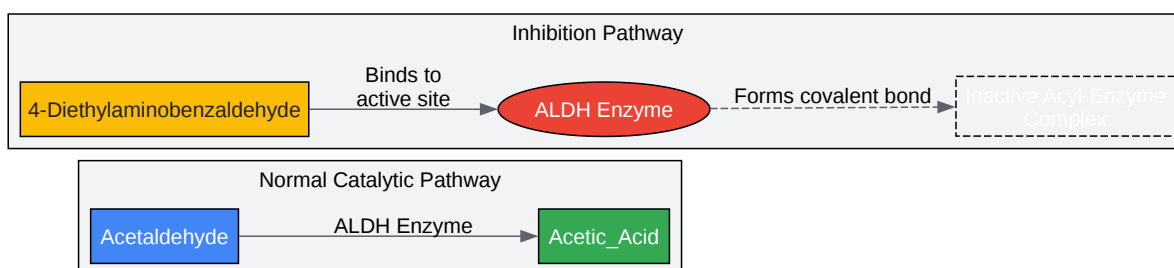 Inhibition Pathway
4-Diethylaminobenzaldehyde
Binds to
active site
ALDH Enzyme
Forms covalent bond
Inactive Acyl-Enzyme
Complex
Normal Catalytic Pathway
Acetaldehyde
ALDH Enzyme
Acetic_Acid